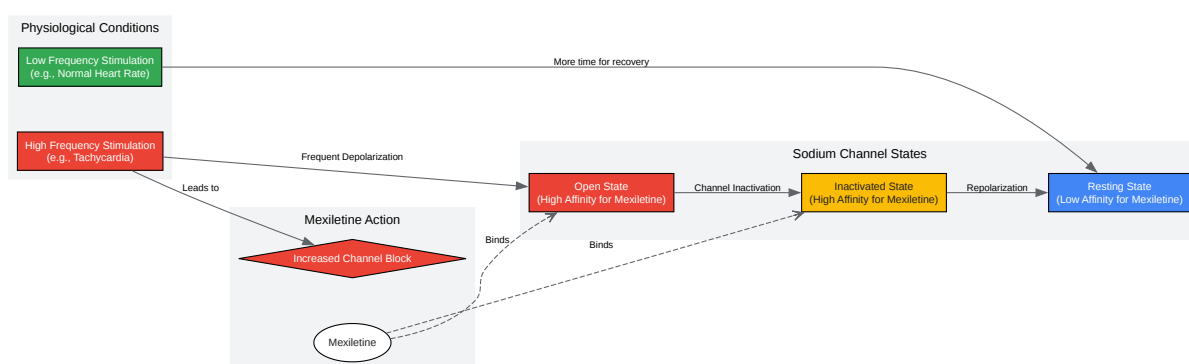 Physiological Conditions
Low Frequency Stimulation
(e.g., Normal Heart Rate)
More time for recovery
High Frequency Stimulation
(e.g., Tachycardia)
Frequent Depolarization
Leads to
Sodium Channel States
Open State
(High Affinity for Mexiletine)
Channel Inactivation
Inactivated State
(High Affinity for Mexiletine)
Repolarization
Resting State
(Low Affinity for Mexiletine)
Mexiletine Action
Increased Channel Block
Binds
Binds
Mexiletine